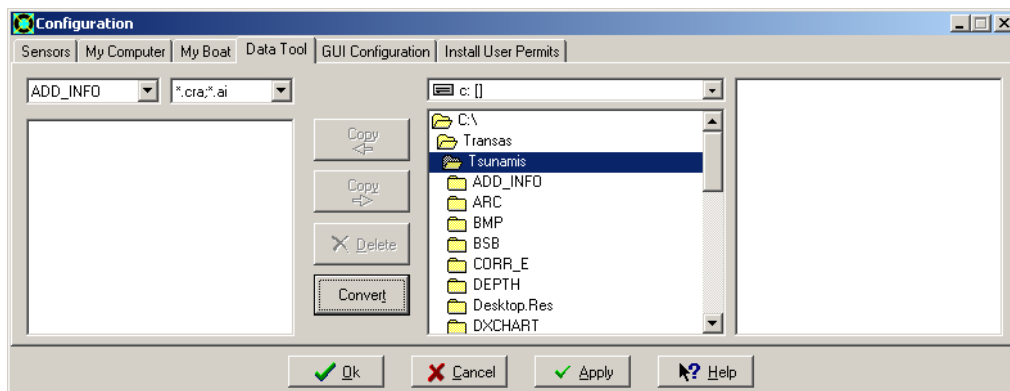 Configuration
Sensors My Computer My Boat Data Tool GUI Configuration Install User Permits
ADD_INFO *.cra;*.ai c: []
Copy
Copy
Delete
Convert
C:\
Transas
Tsunamis
ADD_INFO
ARC
BMP
BSB
CORR_E
DEPTH
Desktop.Res
DXCHART
Ok Cancel Apply Help